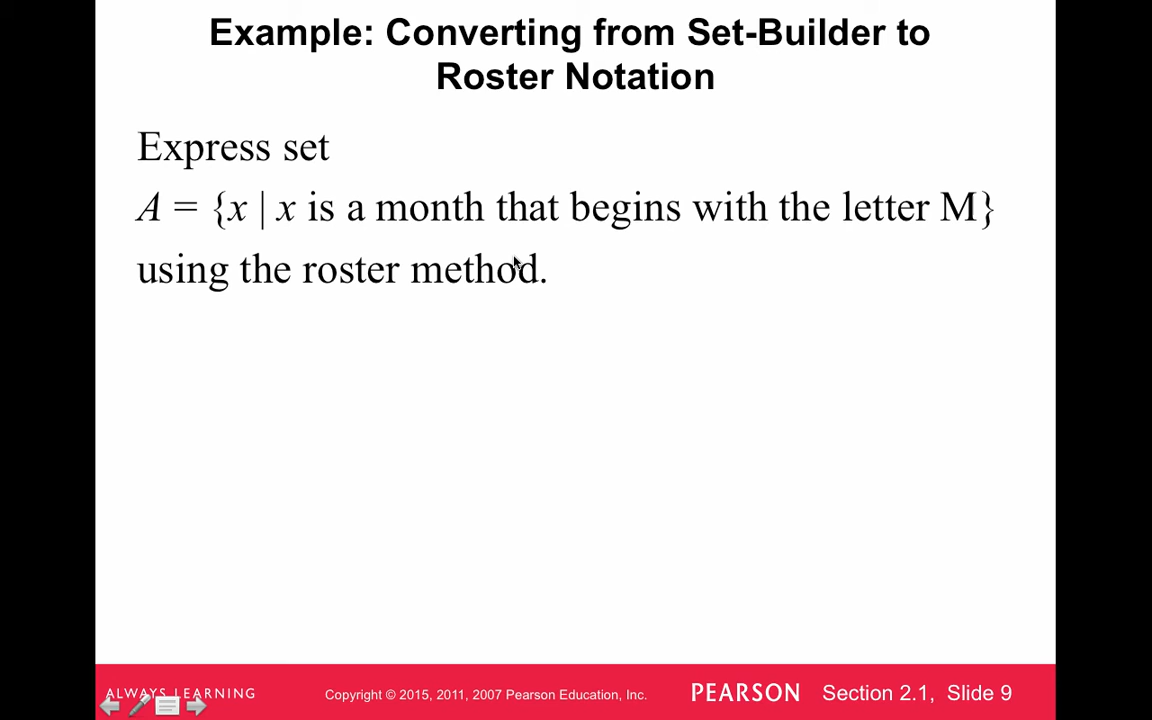 Example: Converting from Set-Builder to
Roster Notation
Express set
A = {x | x is a month that begins with the letter M}
using the roster method.
ALWAYS LEARNING
Copyright © 2015, 2011, 2007 Pearson Education, Inc.
PEARSON
Section 2.1, Slide 9